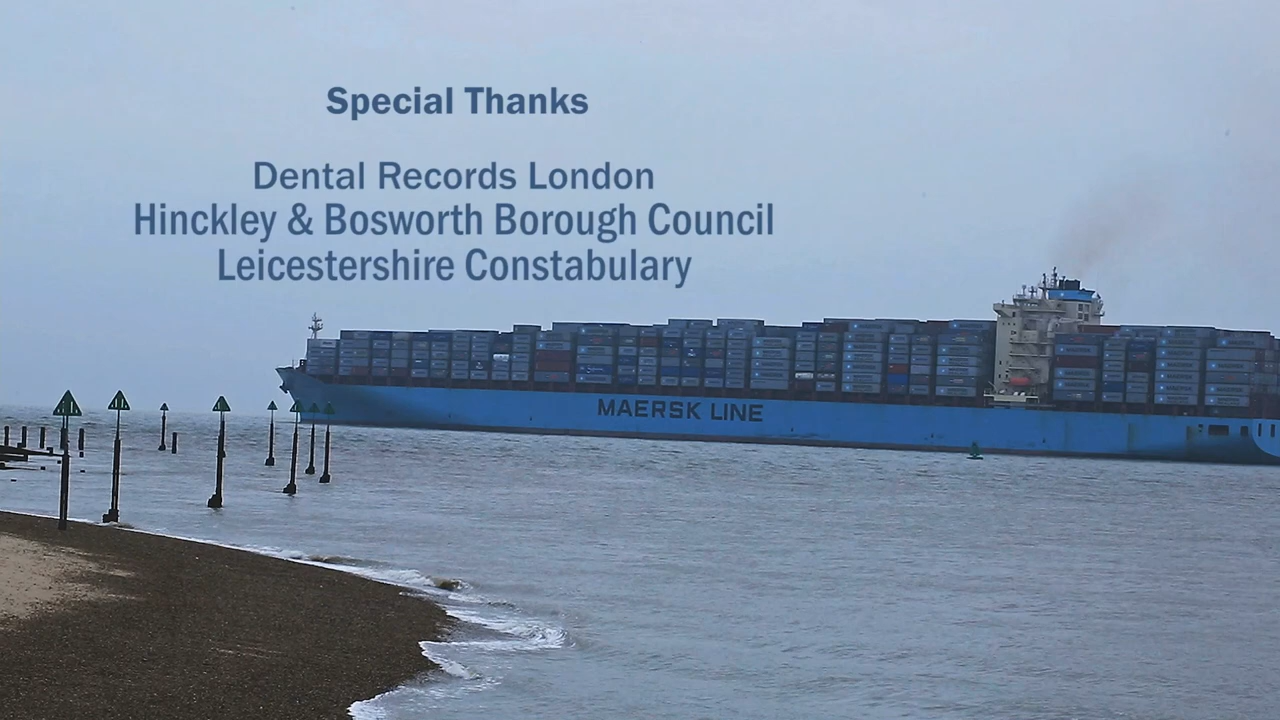 Special Thanks
Dental Records London
Hinckley & Bosworth Borough Council
Leicestershire Constabulary
MAERSK LINE